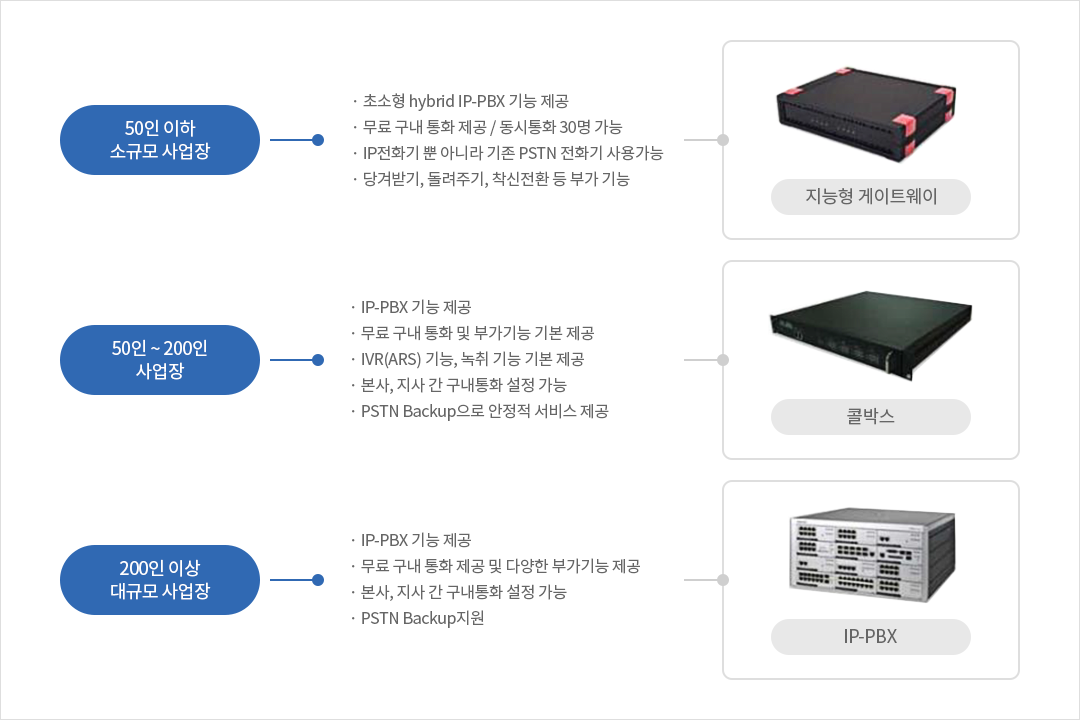 50인 이하
소규모 사업장
· 초소형 hybrid IP-PBX 기능 제공
· 무료 구내 통화 제공 / 동시통화 30명 가능
· IP전화기 뿐 아니라 기존 PSTN 전화기 사용가능
· 당겨받기, 돌려주기, 착신전환 등 부가 기능
지능형 게이트웨이
50인 ~ 200인
사업장
· IP-PBX 기능 제공
· 무료 구내 통화 및 부가기능 기본 제공
· IVR(ARS) 기능, 녹취 기능 기본 제공
· 본사, 지사 간 구내통화 설정 가능
· PSTN Backup으로 안정적 서비스 제공
콜박스
200인 이상
대규모 사업장
· IP-PBX 기능 제공
· 무료 구내 통화 제공 및 다양한 부가기능 제공
· 본사, 지사 간 구내통화 설정 가능
· PSTN Backup지원
IP-PBX